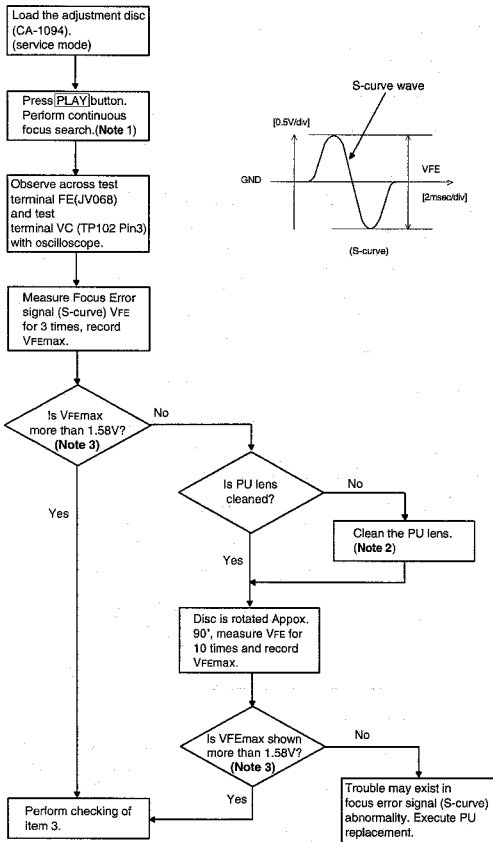 Load the adjustment disc
(CA-1094).
(service mode)
Press PLAY button.
Perform continuous
focus search.(Note 1)
S-curve wave
[0.5V/div]
GND
VFE
[2msec/div]
(S-curve)
Observe across test
terminal FE(JV068)
and test
terminal VC (TP102 Pin3)
with oscilloscope.
Measure Focus Error
signal (S-curve) VFE
for 3 times, record
VFEmax.
Is VFEmax
more than 1.58V?
(Note 3)
No
Yes
Is PU lens
cleaned?
No
Yes
Clean the PU lens.
(Note 2)
Disc is rotated Appox.
90°, measure VFE for
10 times and record
VFEmax.
Is VFEmax shown
more than 1.58V?
(Note 3)
No
Yes
Perform checking of
item 3.
Trouble may exist in
focus error signal (S-curve)
abnormality. Execute PU
replacement.